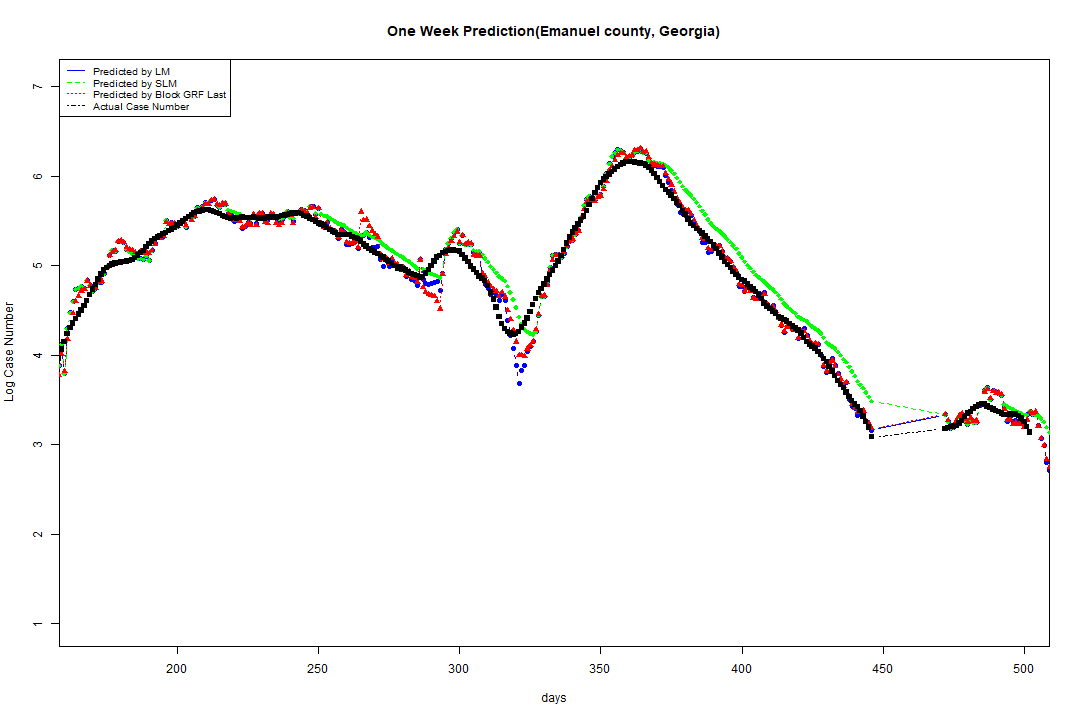 One Week Prediction(Emanuel county, Georgia)
Predicted by LM
Predicted by SLM
Predicted by Block GRF Last
Actual Case Number
7
6
5
4
3
2
1
Log Case Number
200 250 300 350 400 450 500
days